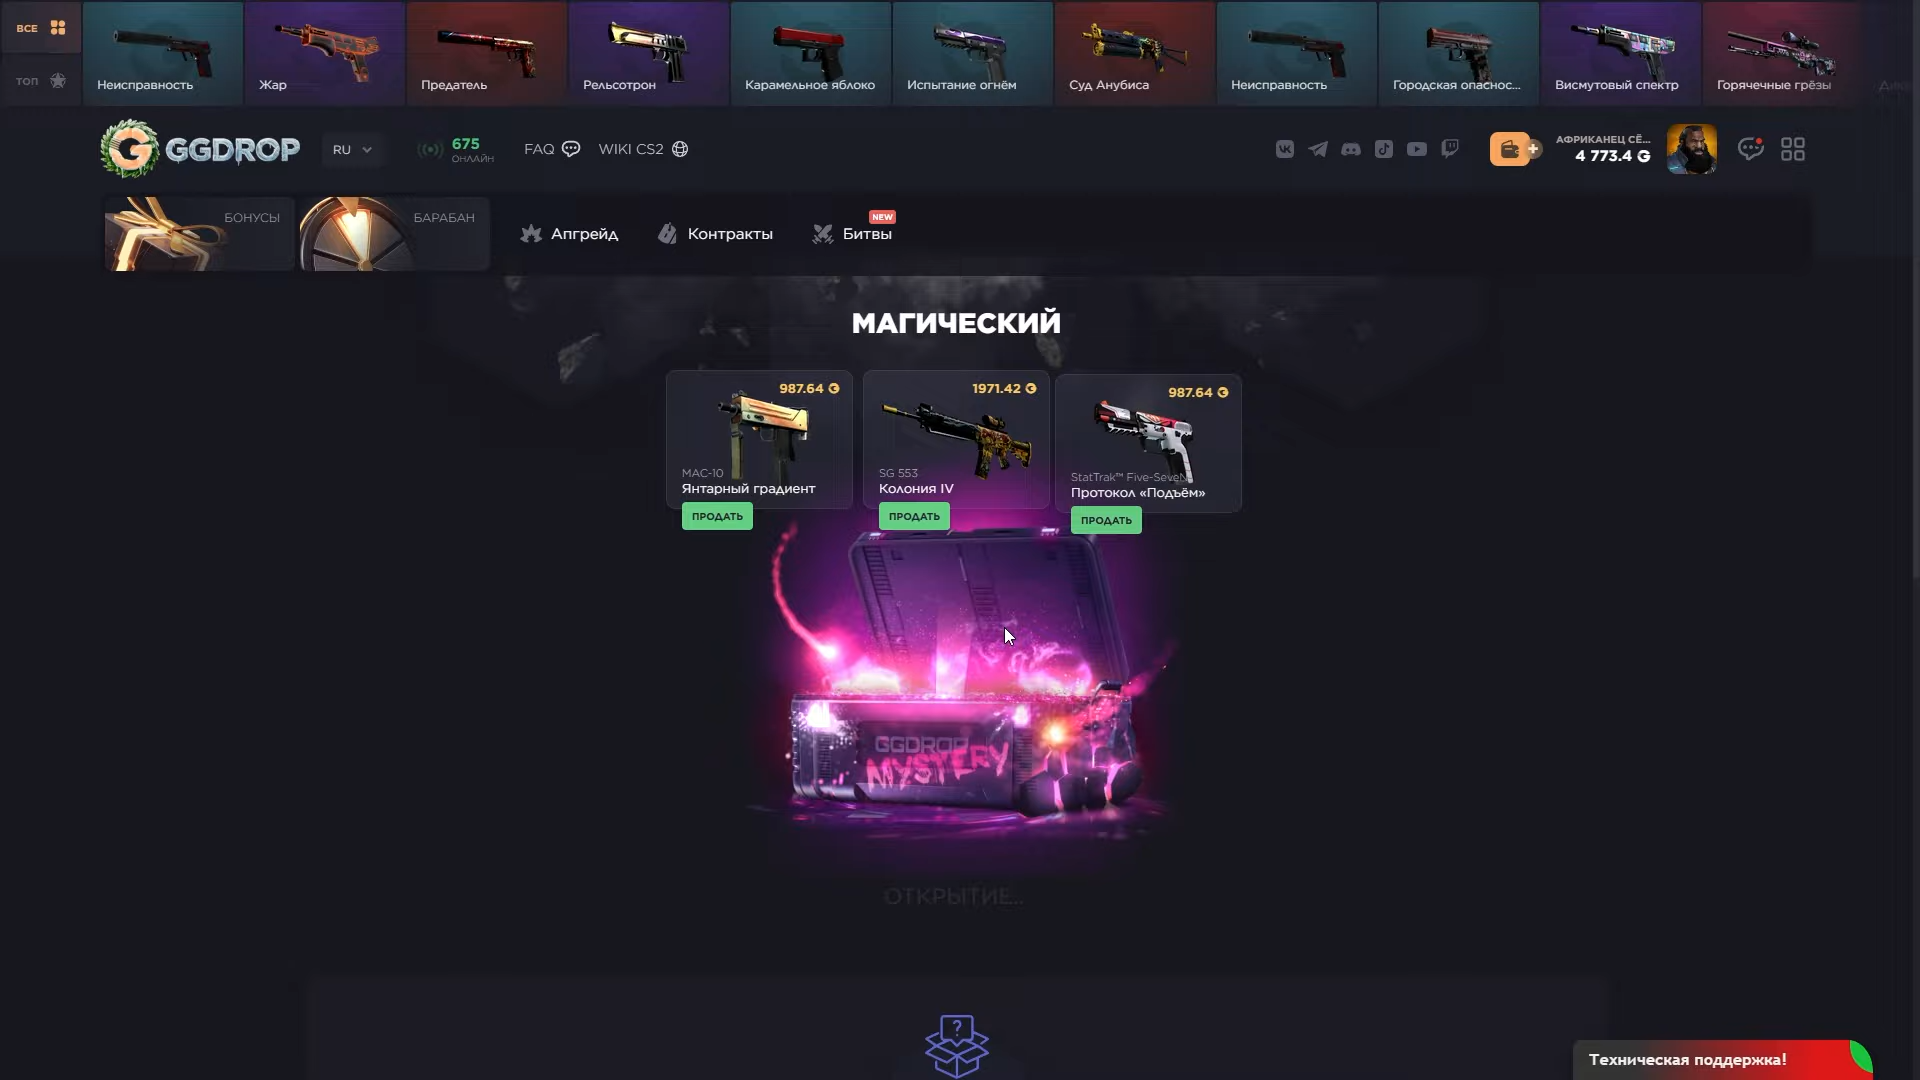 ВСЕ
ТОП
Неисправность
Жар
Предатель
Рельсотрон
Карамельное яблоко
Испытание огнём
Суд Анубиса
Неисправность
Городская опаснос...
Висмутовый спектр
Горячечные грёзы
GGDROP
RU
675
ОНЛАЙН
FAQ
WIKI CS2
АФРИКАНЕЦ СЁ...
4 773.4
БОНУСЫ
БАРАБАН
Апгрейд
Контракты
Битвы
NEW
МАГИЧЕСКИЙ
987.64
MAC-10
Янтарный градиент
ПРОДАТЬ
1971.42
SG 553
Колония IV
ПРОДАТЬ
987.64
StatTrak™ Five-SeveN
Протокол «Подъём»
ПРОДАТЬ
GGDROP
MYSTERY
ОТКРЫТИЕ...
Техническая поддержка!